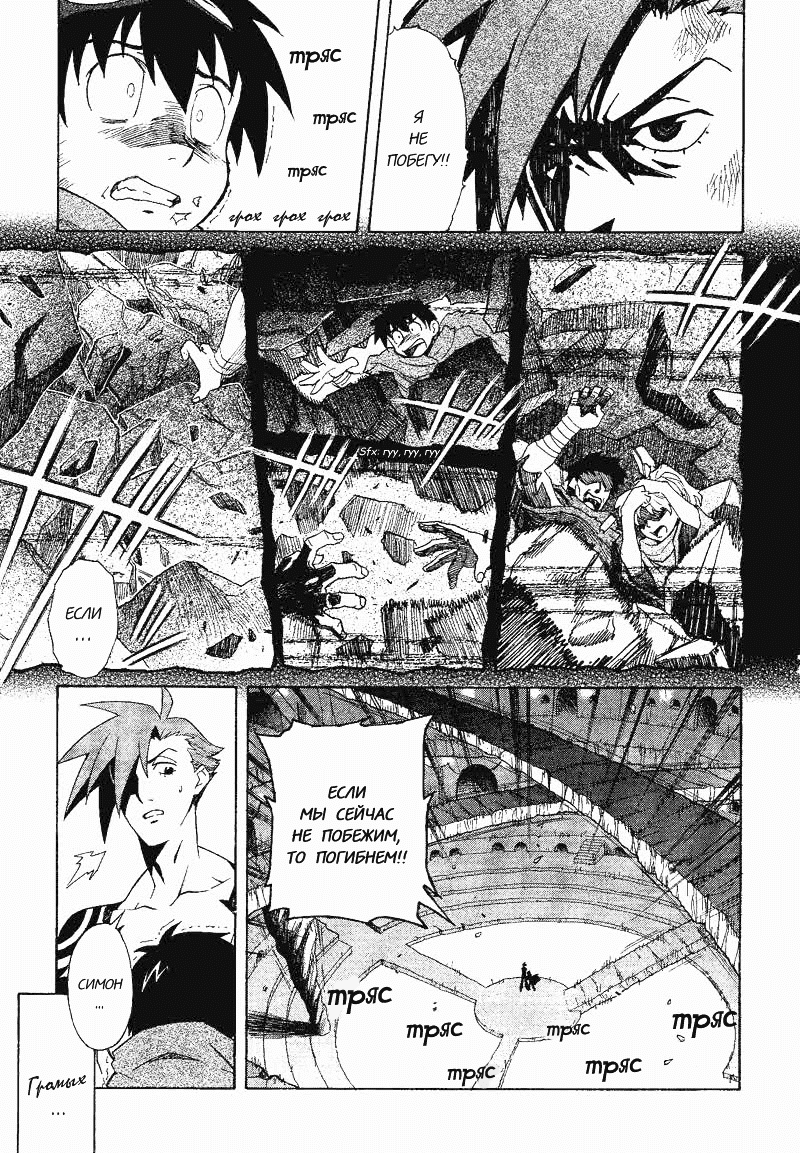 Я
НЕ
ПОБЕГУ!!
тряс
тряс
тряс
грох грох грох
Sfx: гуу, гуу, гуу
ЕСЛИ
...
ЕСЛИ
МЫ СЕЙЧАС
НЕ ПОБЕЖИМ,
ТО ПОГИБНЕМ!!
тряс
тряс
тряс
тряс
тряс
тряс
СИМОН
...
Громых
...